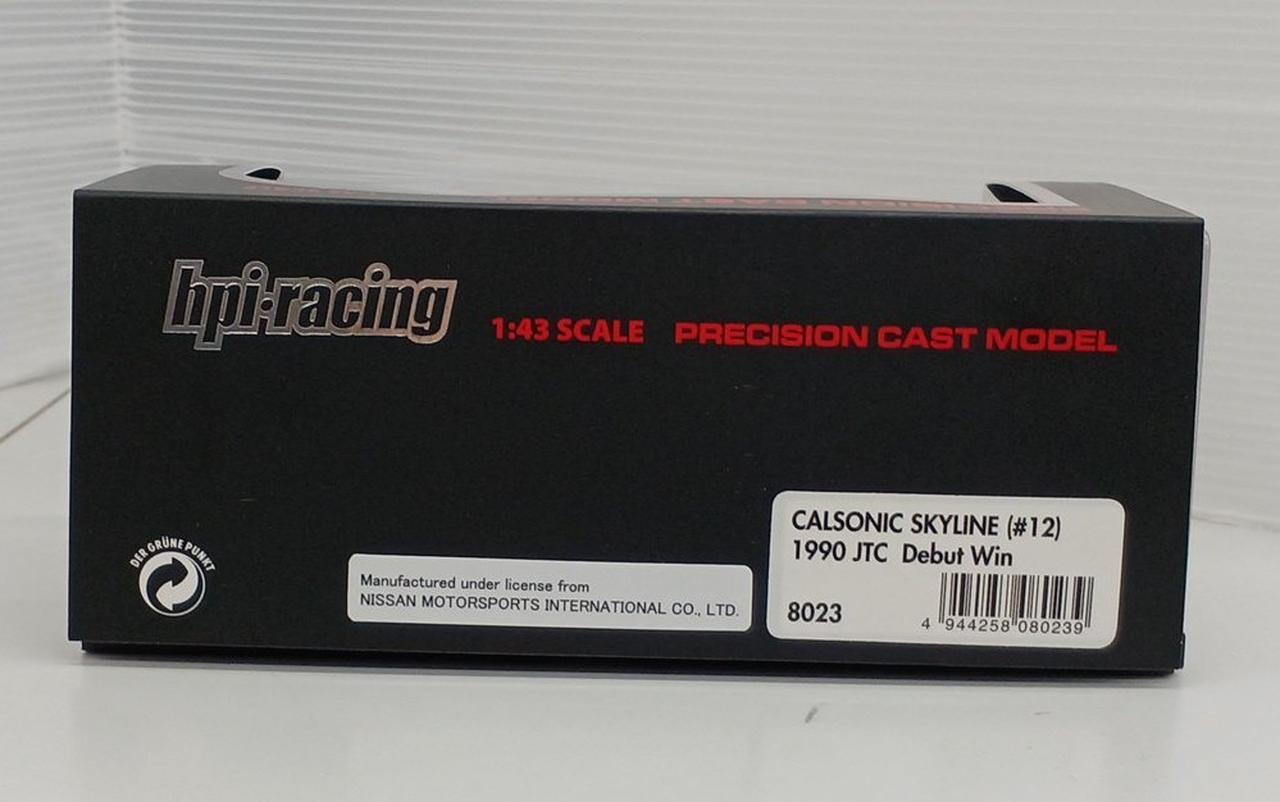 hpi·racing
1:43 SCALE PRECISION CAST MODEL
DER GRÜNE PUNKT
Manufactured under license from
NISSAN MOTORSPORTS INTERNATIONAL CO., LTD.
CALSONIC SKYLINE (#12)
1990 JTC Debut Win
8023
4 944258 080239